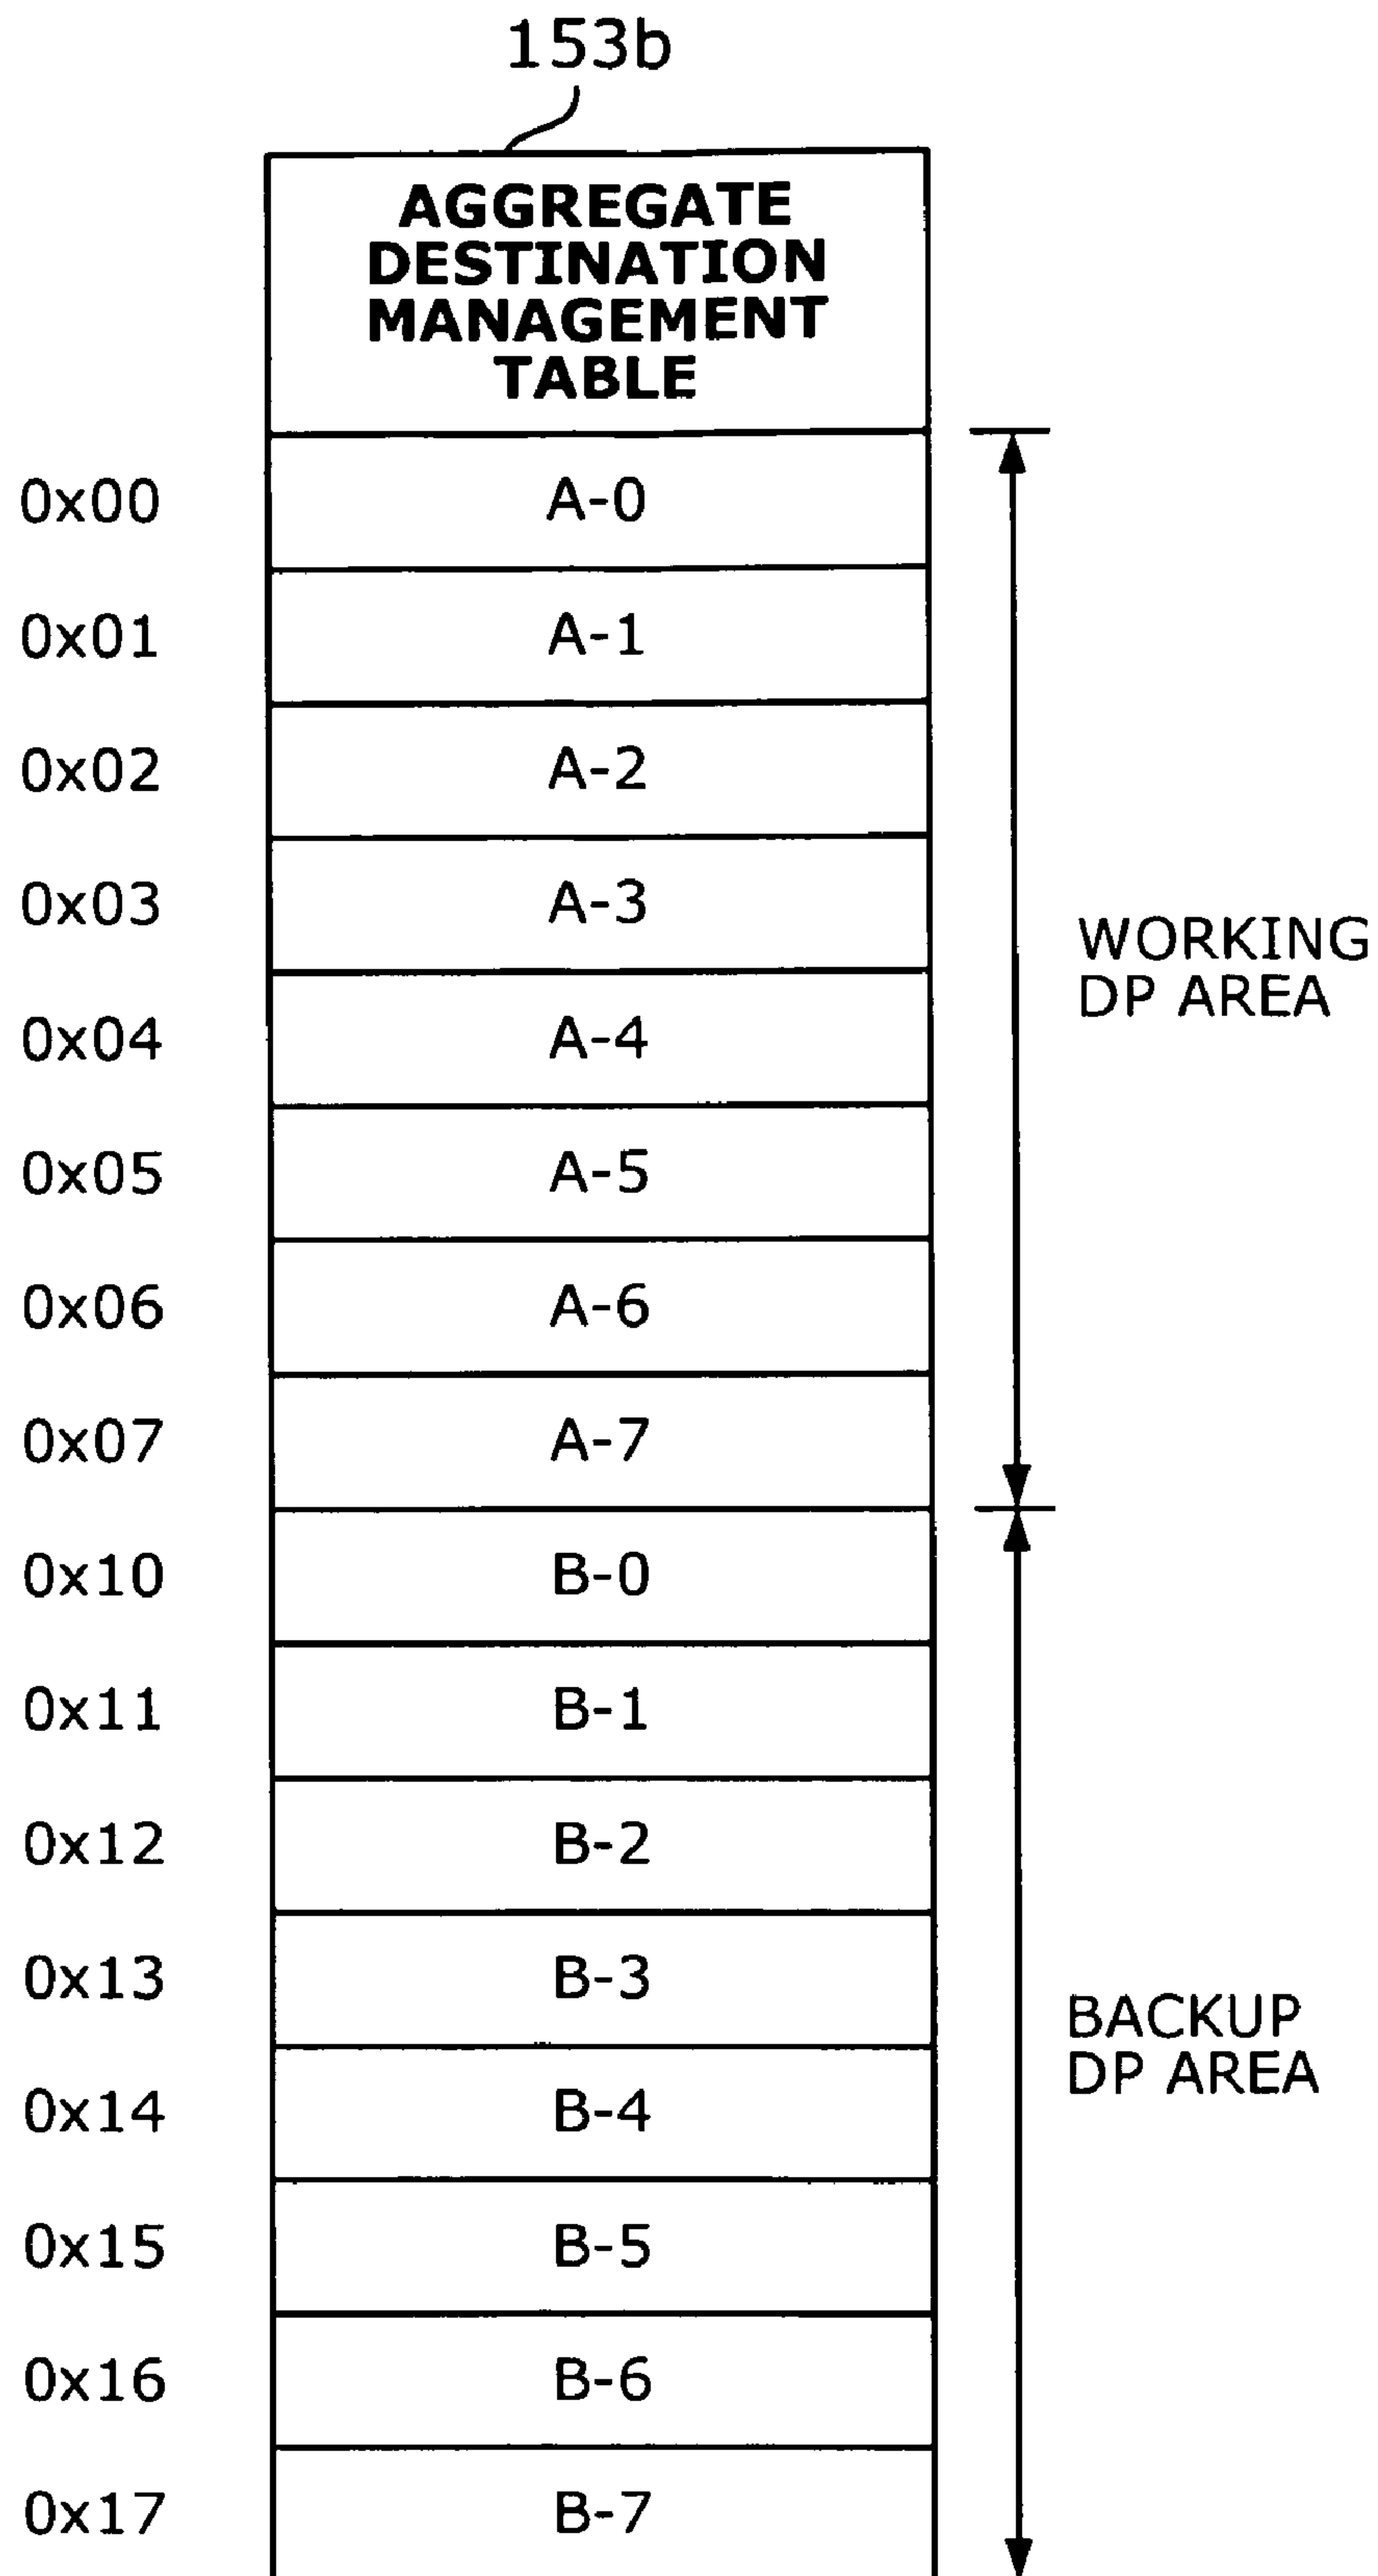 153b
AGGREGATE
DESTINATION
MANAGEMENT
TABLE
0x00 A-0
0x01 A-1
0x02 A-2
0x03 A-3
WORKING
DP AREA
0x04 A-4
0x05 A-5
0x06 A-6
0x07 A-7
0x10 B-0
0x11 B-1
0x12 B-2
0x13 B-3
BACKUP
DP AREA
0x14 B-4
0x15 B-5
0x16 B-6
0x17 B-7